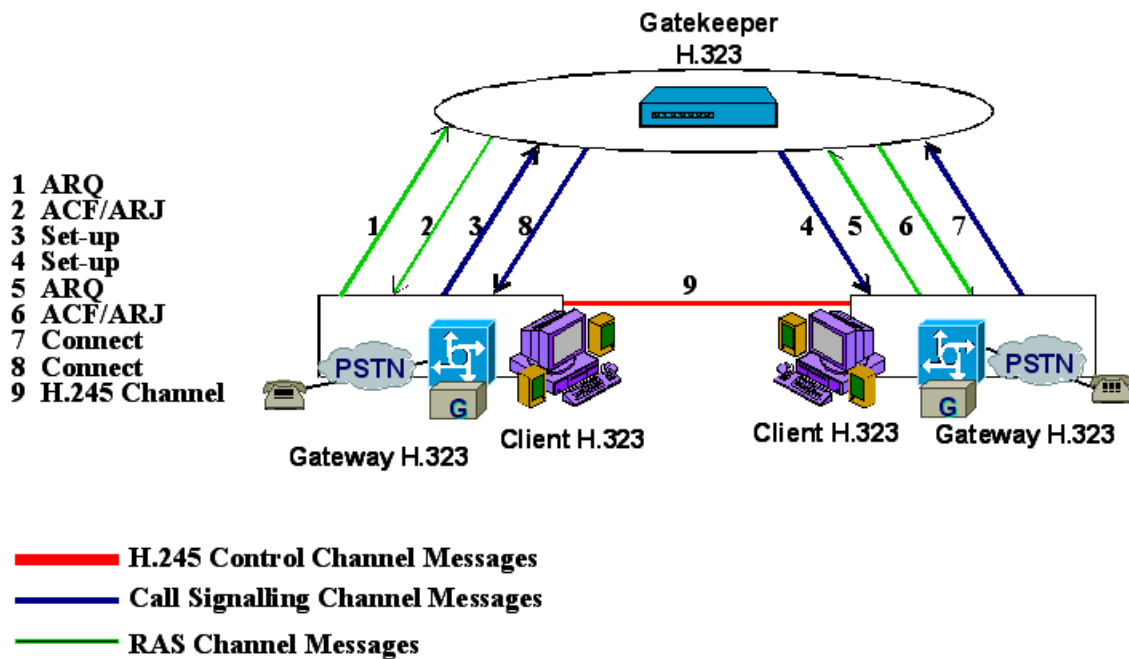 Gatekeeper
H.323
1 ARQ
2 ACF/ARJ
3 Set-up
4 Set-up
5 ARQ
6 ACF/ARJ
7 Connect
8 Connect
9 H.245 Channel
1
2
3
8
4
5
6
7
9
PSTN
G
Gateway H.323
Client H.323
Client H.323
PSTN
G
Gateway H.323
H.245 Control Channel Messages
Call Signalling Channel Messages
RAS Channel Messages